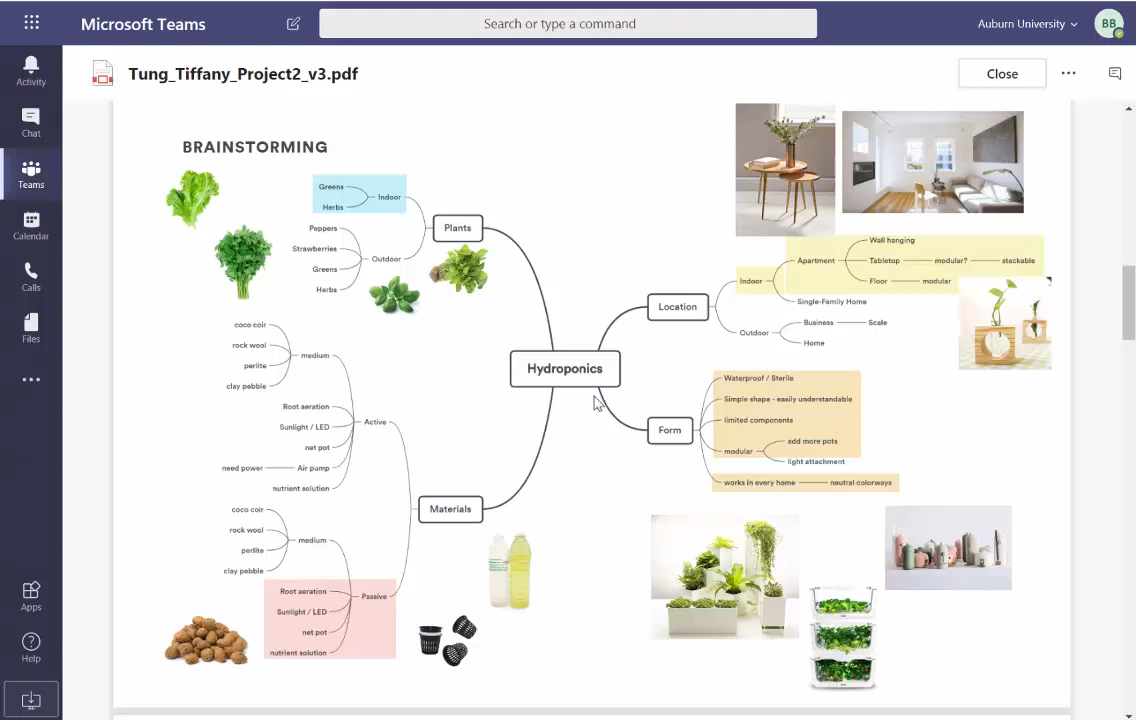 Microsoft Teams
Search or type a command
Auburn University
BB
Activity
Chat
Teams
Calendar
Calls
Files
Apps
Help
Tung_Tiffany_Project2_v3.pdf
Close
BRAINSTORMING
Hydroponics
Plants
Indoor
Greens
Herbs
Outdoor
Peppers
Strawberries
Greens
Herbs
Materials
Active
medium
coco coir
rock wool
perlite
clay pebble
Root aeration
Sunlight / LED
net pot
Air pump
need power
nutrient solution
Passive
medium
coco coir
rock wool
perlite
clay pebble
Root aeration
Sunlight / LED
net pot
nutrient solution
Location
Indoor
Apartment
Wall hanging
Tabletop
modular?
stackable
Floor
modular
Single-Family Home
Outdoor
Business
Scale
Home
Form
Waterproof / Sterile
Simple shape - easily understandable
limited components
modular
add more pots
light attachment
works in every home
neutral colorways